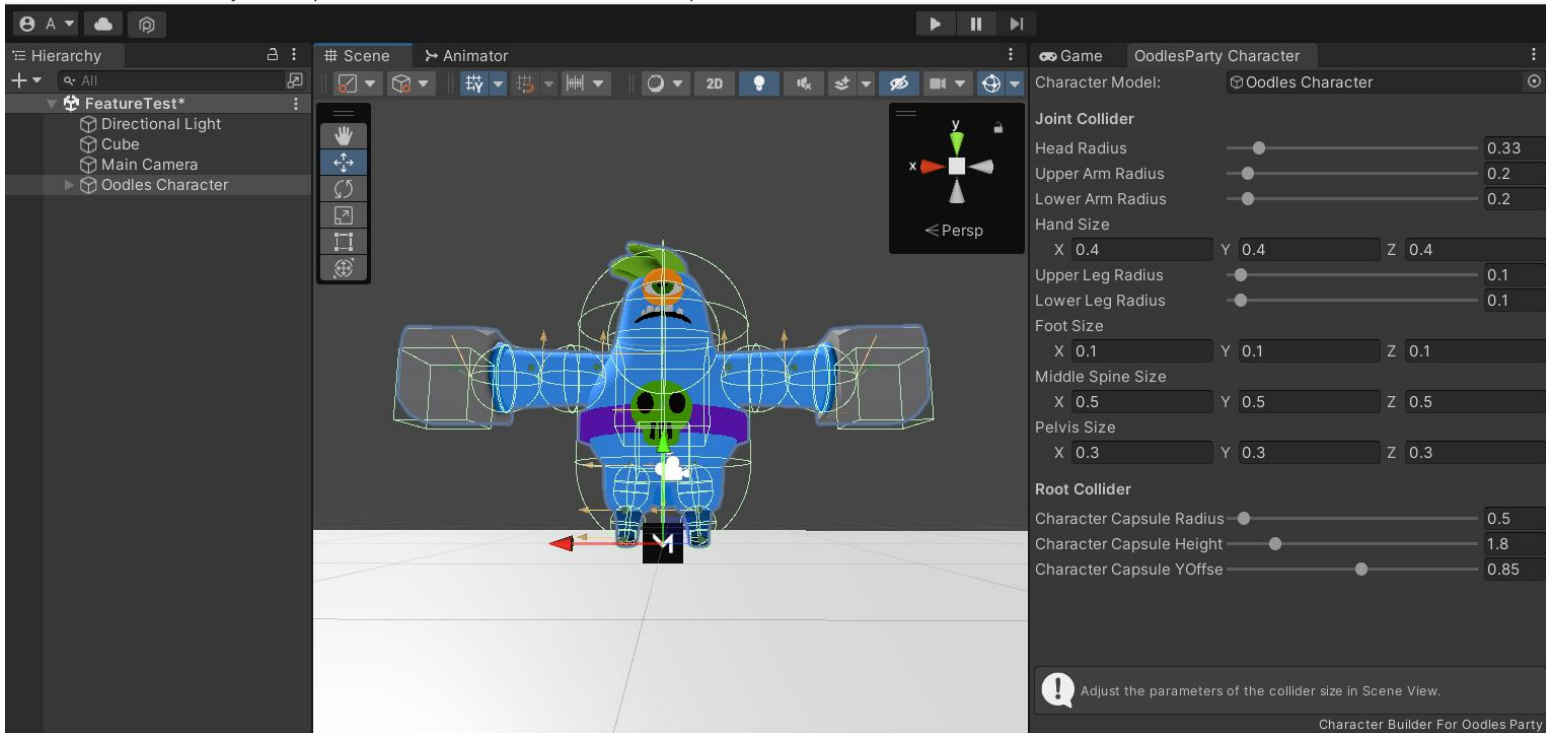 A
Hierarchy
All
FeatureTest*
Directional Light
Cube
Main Camera
Oodles Character
Scene
Animator
2D
y
x
Persp
Game
OodlesParty Character
Character Model:
Oodles Character
Joint Collider
Head Radius 0.33
Upper Arm Radius 0.2
Lower Arm Radius 0.2
Hand Size
X 0.4 Y 0.4 Z 0.4
Upper Leg Radius 0.1
Lower Leg Radius 0.1
Foot Size
X 0.1 Y 0.1 Z 0.1
Middle Spine Size
X 0.5 Y 0.5 Z 0.5
Pelvis Size
X 0.3 Y 0.3 Z 0.3
Root Collider
Character Capsule Radius 0.5
Character Capsule Height 1.8
Character Capsule YOffse 0.85
Adjust the parameters of the collider size in Scene View.
Character Builder For Oodles Party